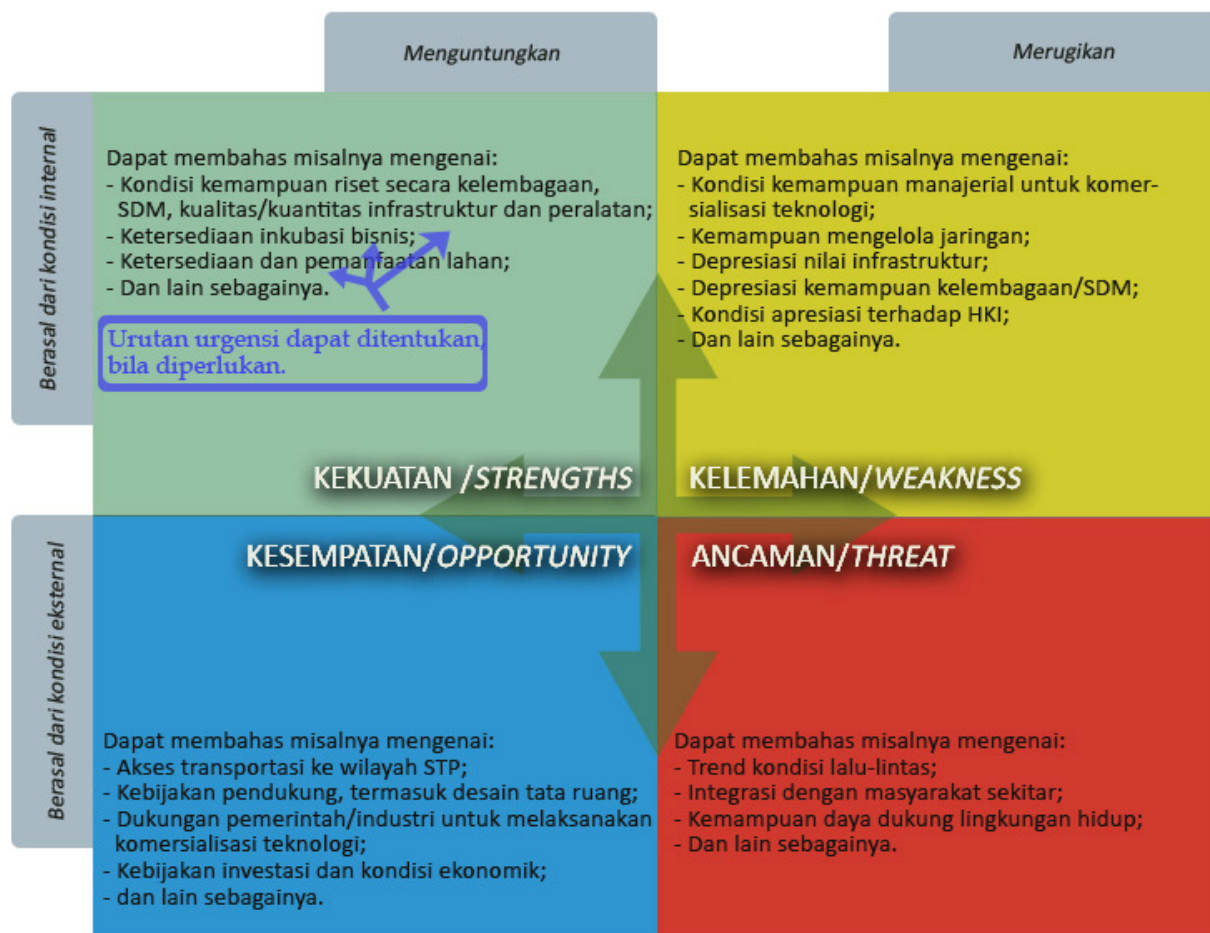 Menguntungkan
Merugikan
Berasal dari kondisi internal
Dapat membahas misalnya mengenai:
- Kondisi kemampuan riset secara kelembagaan,
SDM, kualitas/kuantitas infrastruktur dan peralatan;
- Ketersediaan inkubasi bisnis;
- Ketersediaan dan pemanfaatan lahan;
- Dan lain sebagainya.
Urutan urgensi dapat ditentukan,
bila diperlukan.
KEKUATAN /STRENGTHS
Dapat membahas misalnya mengenai:
- Kondisi kemampuan manajerial untuk komer-
sialisasi teknologi;
- Kemampuan mengelola jaringan;
- Depresiasi nilai infrastruktur;
- Depresiasi kemampuan kelembagaan/SDM;
- Kondisi apresiasi terhadap HKI;
- Dan lain sebagainya.
KELEMAHAN/WEAKNESS
Berasal dari kondisi eksternal
KESEMPATAN/OPPORTUNITY
Dapat membahas misalnya mengenai:
- Akses transportasi ke wilayah STP;
- Kebijakan pendukung, termasuk desain tata ruang;
- Dukungan pemerintah/industri untuk melaksanakan
komersialisasi teknologi;
- Kebijakan investasi dan kondisi ekonomik;
- dan lain sebagainya.
ANCAMAN/THREAT
Dapat membahas misalnya mengenai:
- Trend kondisi lalu-lintas;
- Integrasi dengan masyarakat sekitar;
- Kemampuan daya dukung lingkungan hidup;
- Dan lain sebagainya.